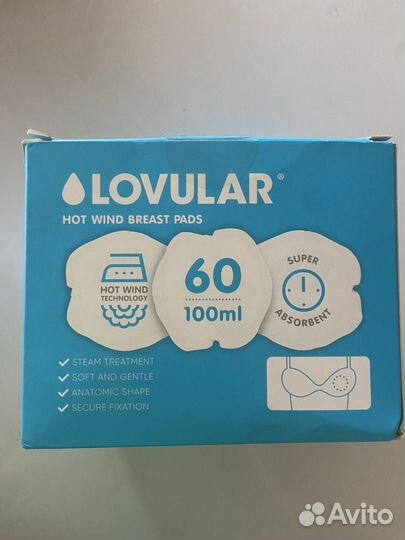 LOVULAR®
HOT WIND BREAST PADS
HOT WIND
TECHNOLOGY
60
100ml
SUPER
ABSORBENT
✓ STEAM TREATMENT
✓ SOFT AND GENTLE
✓ ANATOMIC SHAPE
✓ SECURE FIXATION
Avito